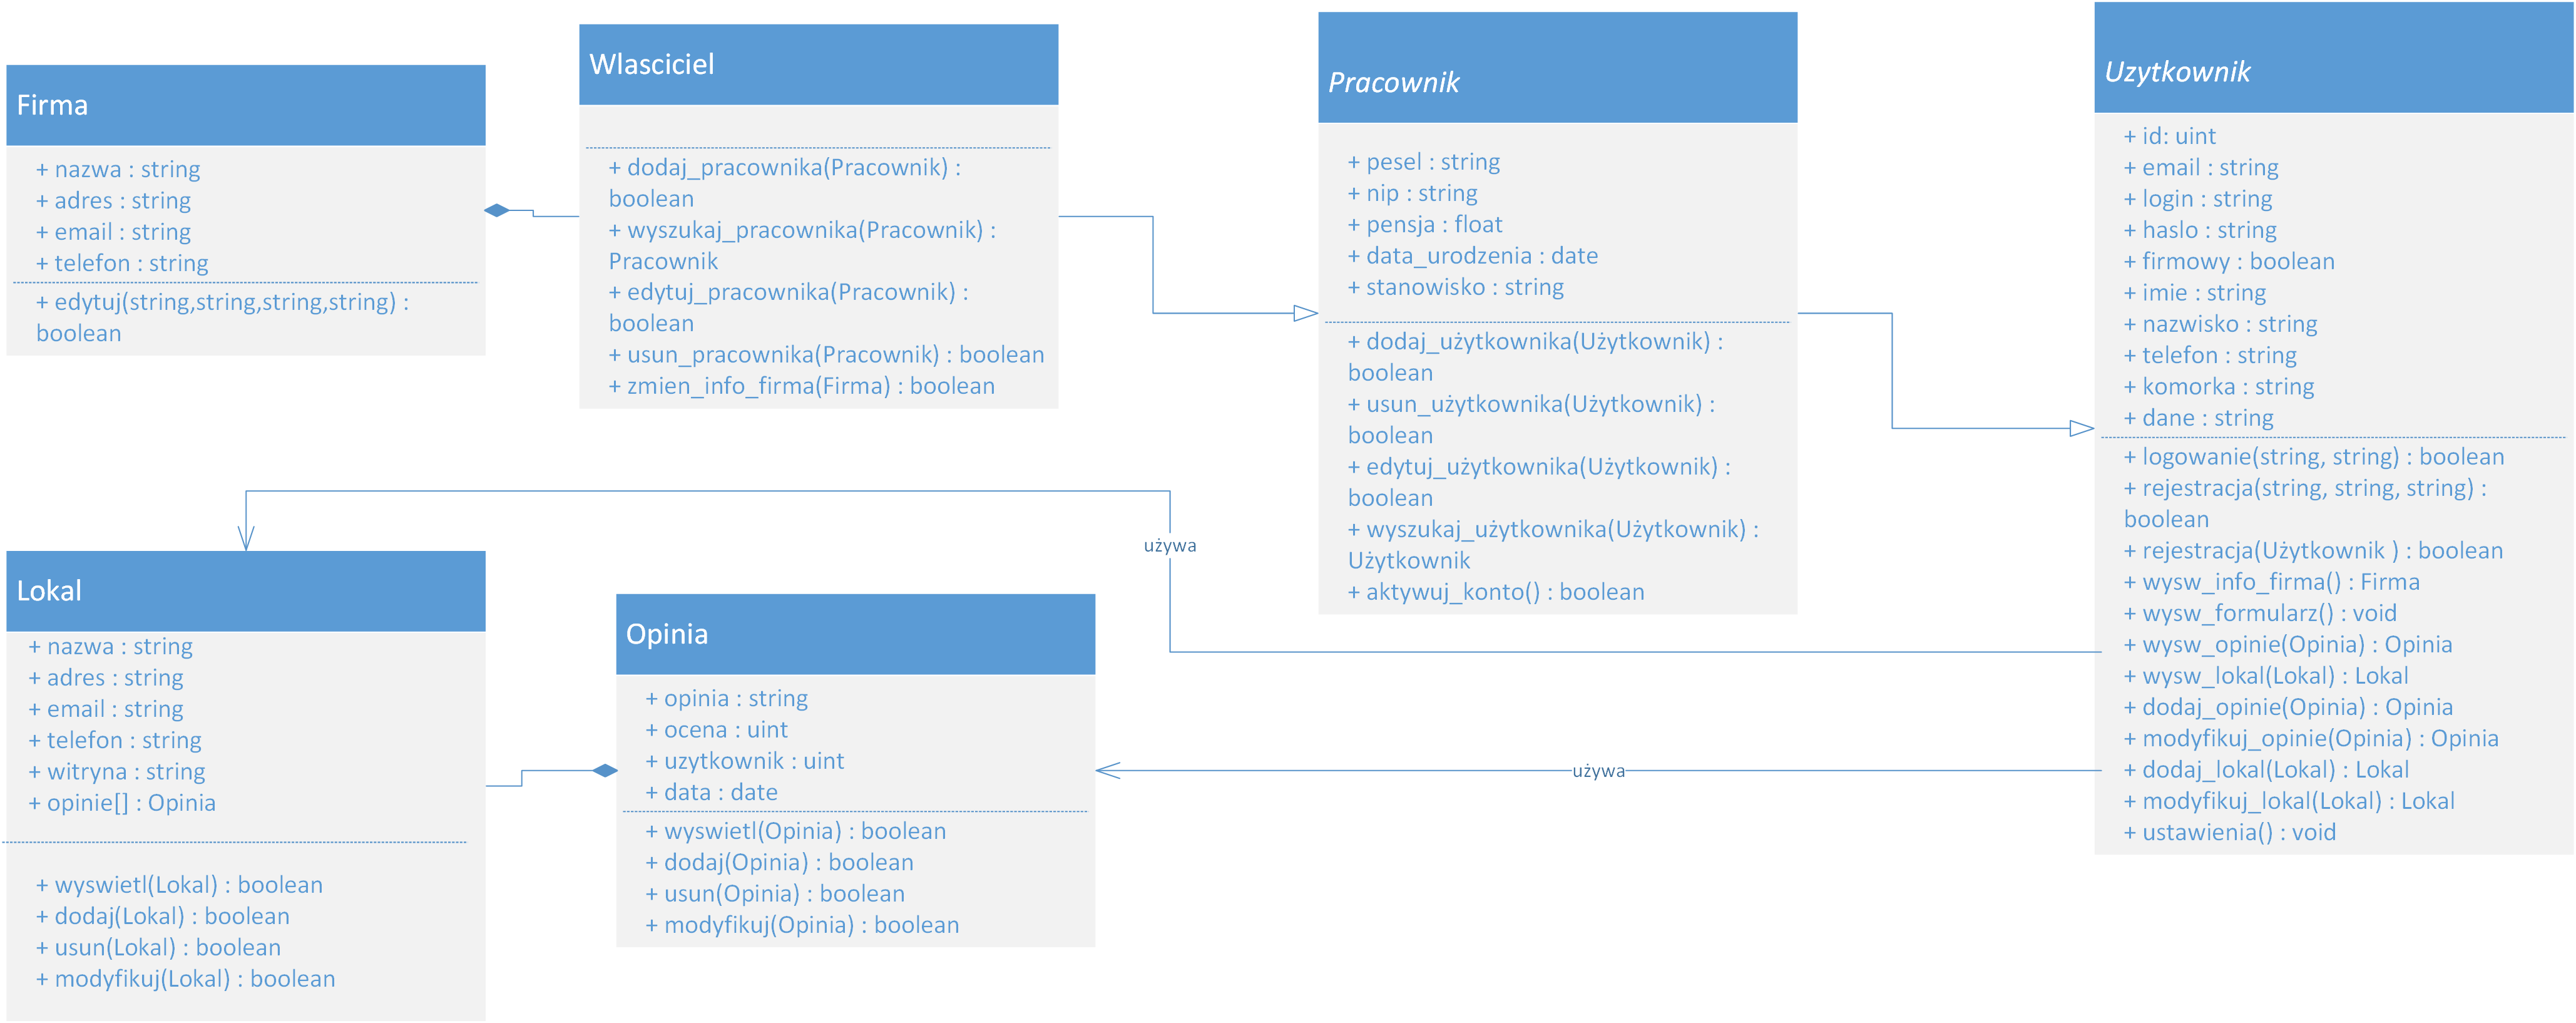 Firma
+ nazwa : string
+ adres : string
+ email : string
+ telefon : string
+ edytuj(string,string,string,string) :
boolean
Wlasciciel
+ dodaj_pracownika(Pracownik) :
boolean
+ wyszukaj_pracownika(Pracownik) :
Pracownik
+ edytuj_pracownika(Pracownik) :
boolean
+ usun_pracownika(Pracownik) : boolean
+ zmien_info_firma(Firma) : boolean
Pracownik
+ pesel : string
+ nip : string
+ pensja : float
+ data_urodzenia : date
+ stanowisko : string
+ dodaj_użytkownika(Użytkownik) :
boolean
+ usun_użytkownika(Użytkownik) :
boolean
+ edytuj_użytkownika(Użytkownik) :
boolean
+ wyszukaj_użytkownika(Użytkownik) :
Użytkownik
+ aktywuj_konto() : boolean
Uzytkownik
+ id: uint
+ email : string
+ login : string
+ haslo : string
+ firmowy : boolean
+ imie : string
+ nazwisko : string
+ telefon : string
+ komorka : string
+ dane : string
+ logowanie(string, string) : boolean
+ rejestracja(string, string, string) :
boolean
+ rejestracja(Użytkownik ) : boolean
+ wysw_info_firma() : Firma
+ wysw_formularz() : void
+ wysw_opinie(Opinia) : Opinia
+ wysw_lokal(Lokal) : Lokal
+ dodaj_opinie(Opinia) : Opinia
+ modyfikuj_opinie(Opinia) : Opinia
+ dodaj_lokal(Lokal) : Lokal
+ modyfikuj_lokal(Lokal) : Lokal
+ ustawienia() : void
używa
używa
Lokal
+ nazwa : string
+ adres : string
+ email : string
+ telefon : string
+ witryna : string
+ opinie[] : Opinia
+ wyswietl(Lokal) : boolean
+ dodaj(Lokal) : boolean
+ usun(Lokal) : boolean
+ modyfikuj(Lokal) : boolean
Opinia
+ opinia : string
+ ocena : uint
+ uzytkownik : uint
+ data : date
+ wyswietl(Opinia) : boolean
+ dodaj(Opinia) : boolean
+ usun(Opinia) : boolean
+ modyfikuj(Opinia) : boolean